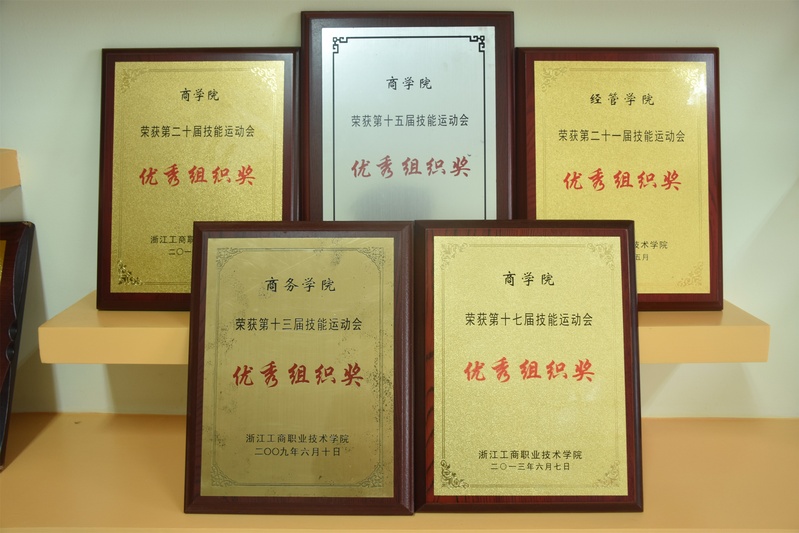 商学院
荣获第二十届技能运动会
优秀组织奖
浙江工商职
二〇一
商学院
荣获第十五届技能运动会
优秀组织奖
经管学院
荣获第二十一届技能运动会
优秀组织奖
技术学院
五月
商务学院
荣获第十三届技能运动会
优秀组织奖
浙江工商职业技术学院
二〇〇九年六月十日
商学院
荣获第十七届技能运动会
优秀组织奖
浙江工商职业技术学院
二〇一三年六月七日